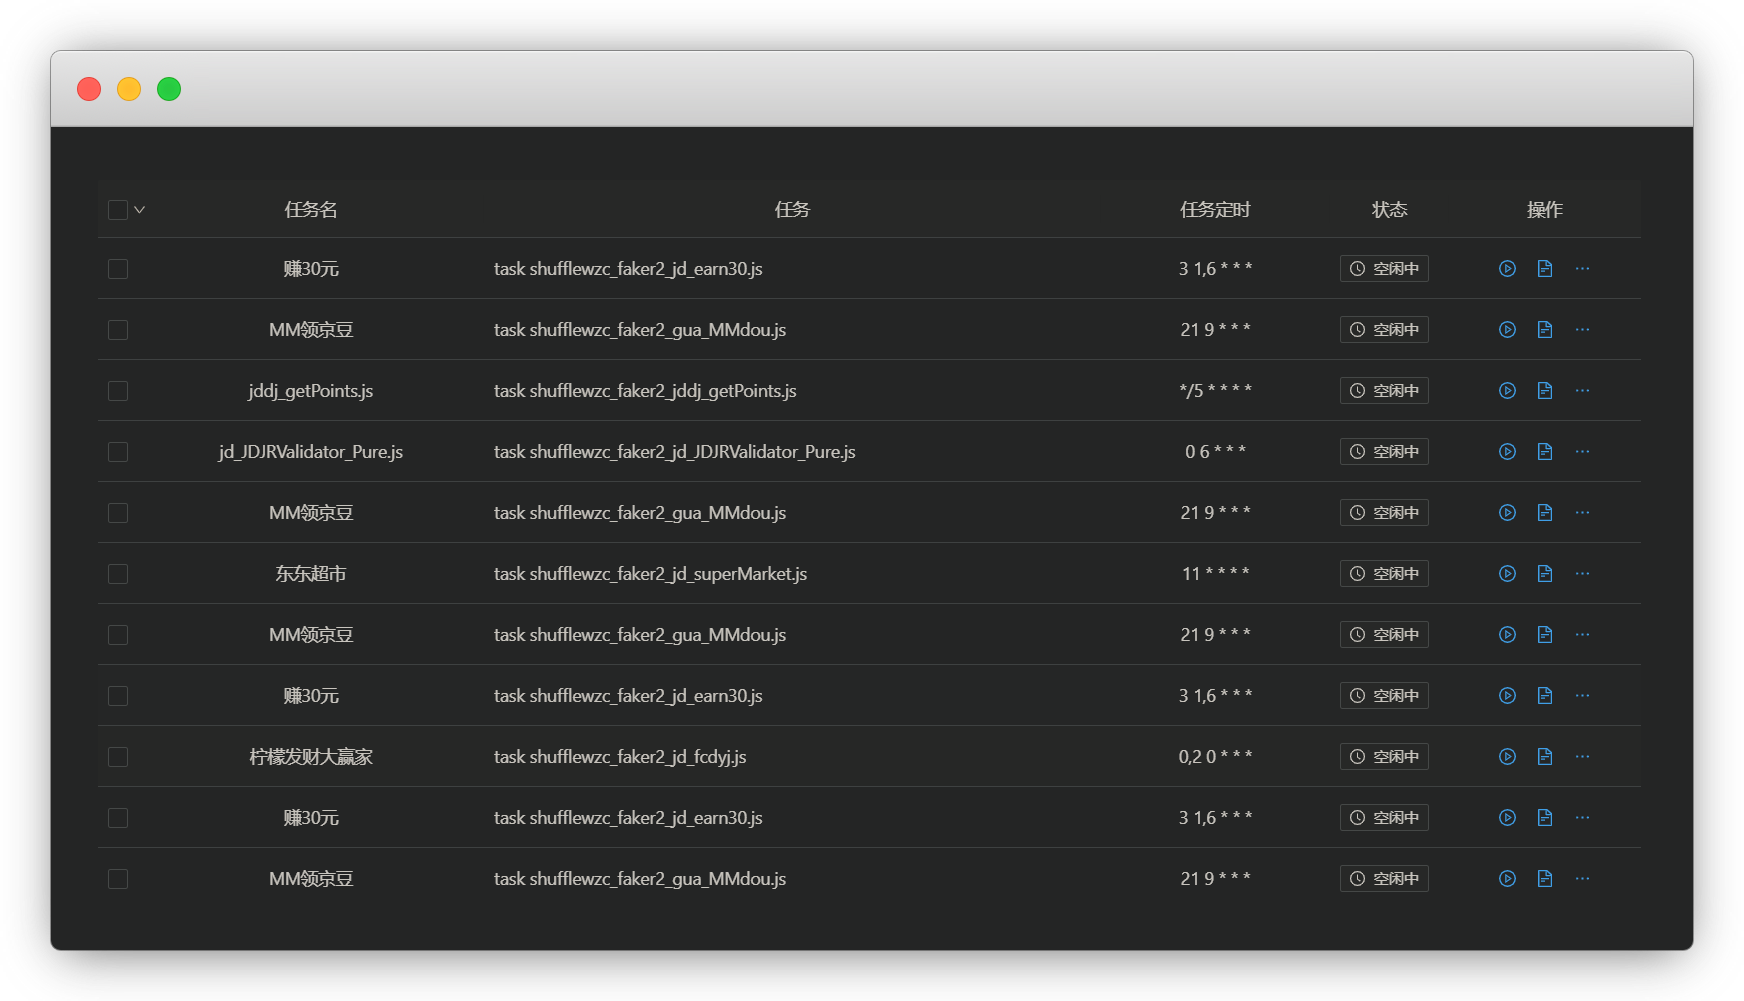 任务名 任务 任务定时 状态 操作
赚30元 task shufflewzc_faker2_jd_earn30.js 3 1,6 * * * 空闲中
MM领京豆 task shufflewzc_faker2_gua_MMdou.js 21 9 * * * 空闲中
jddj_getPoints.js task shufflewzc_faker2_jddj_getPoints.js */5 * * * * 空闲中
jd_JDJRValidator_Pure.js task shufflewzc_faker2_jd_JDJRValidator_Pure.js 0 6 * * * 空闲中
MM领京豆 task shufflewzc_faker2_gua_MMdou.js 21 9 * * * 空闲中
东东超市 task shufflewzc_faker2_jd_superMarket.js 11 * * * * 空闲中
MM领京豆 task shufflewzc_faker2_gua_MMdou.js 21 9 * * * 空闲中
赚30元 task shufflewzc_faker2_jd_earn30.js 3 1,6 * * * 空闲中
柠檬发财大赢家 task shufflewzc_faker2_jd_fcdyj.js 0,2 0 * * * 空闲中
赚30元 task shufflewzc_faker2_jd_earn30.js 3 1,6 * * * 空闲中
MM领京豆 task shufflewzc_faker2_gua_MMdou.js 21 9 * * * 空闲中